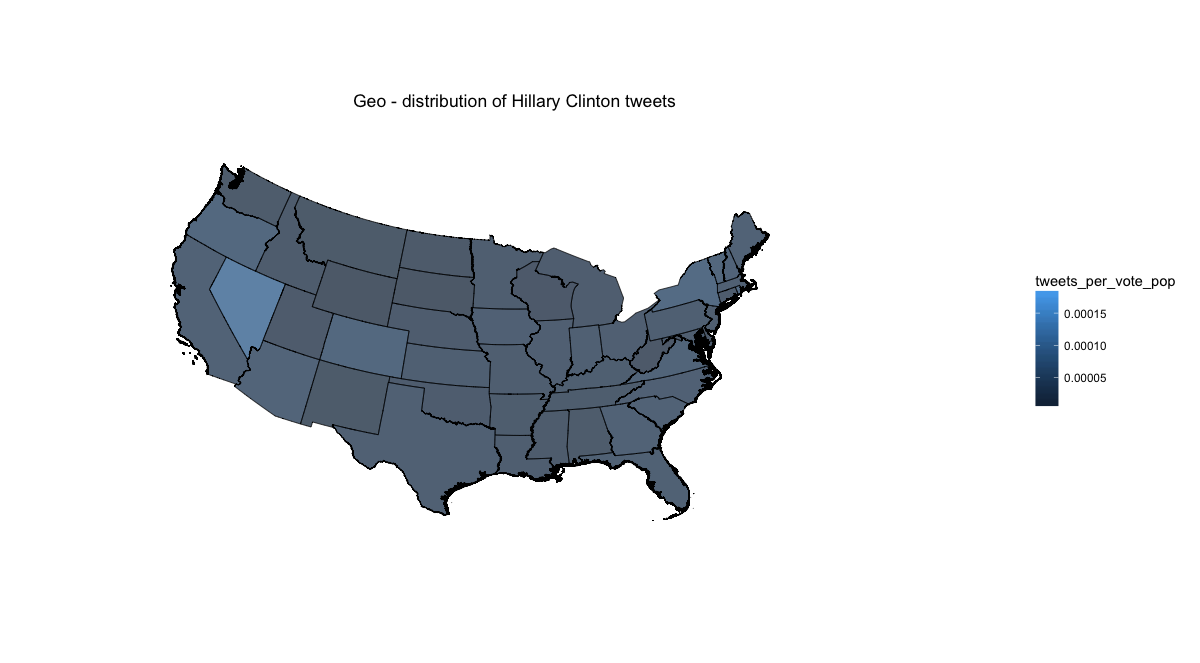 Geo - distribution of Hillary Clinton tweets
tweets_per_vote_pop
0.00015
0.00010
0.00005